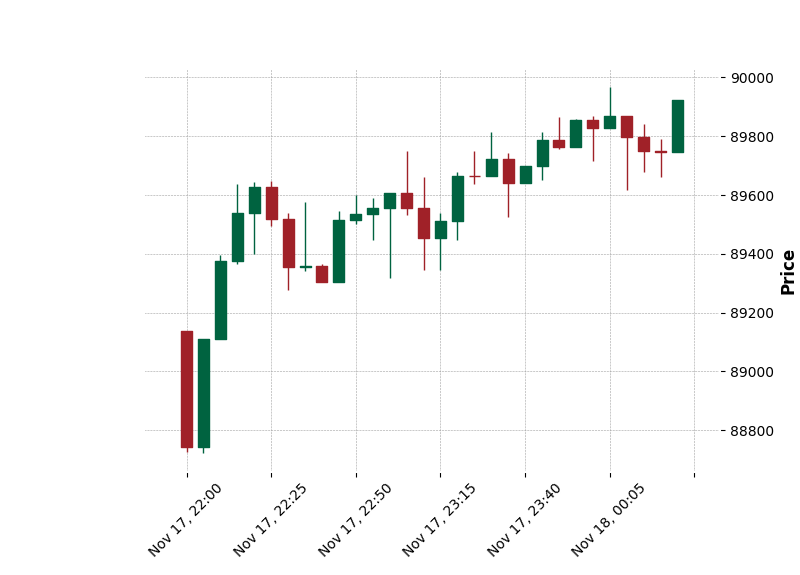 90000
89800
89600
89400
89200
89000
88800
Price
Nov 17, 22:00
Nov 17, 22:25
Nov 17, 22:50
Nov 17, 23:15
Nov 17, 23:40
Nov 18, 00:05